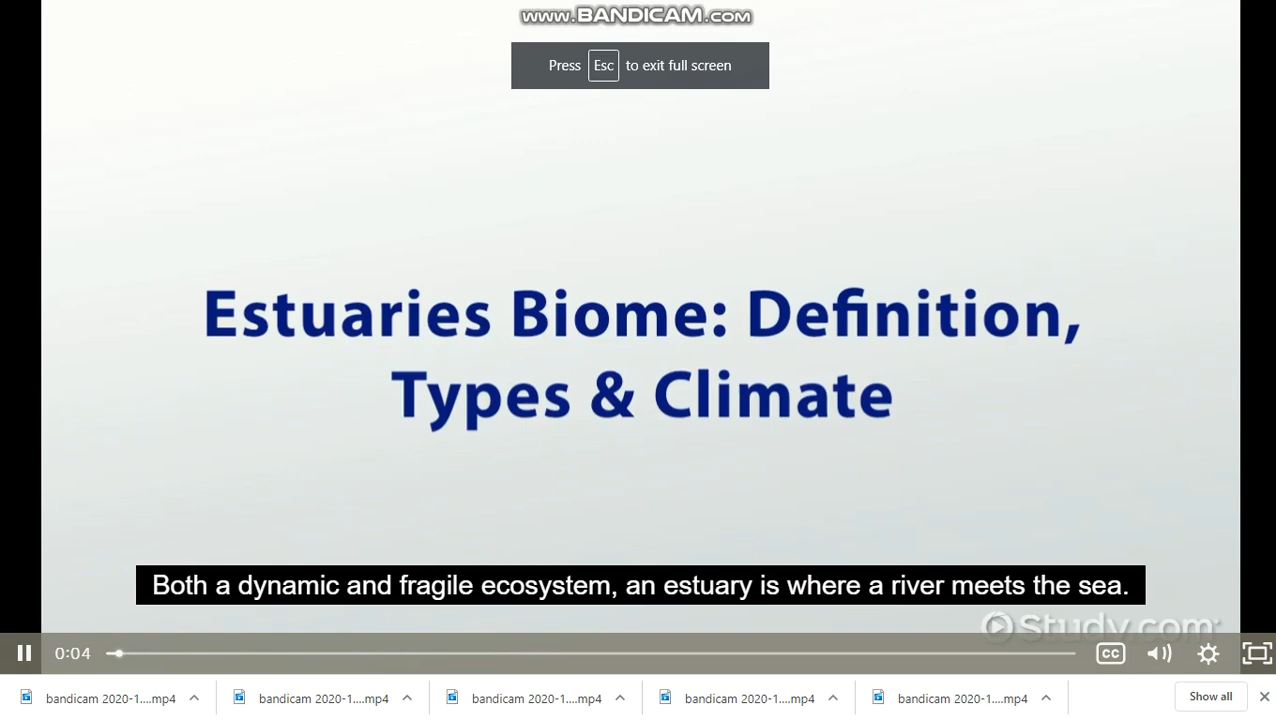 www.BANDICAM.com
Press Esc to exit full screen
Estuaries Biome: Definition,
Types & Climate
Both a dynamic and fragile ecosystem, an estuary is where a river meets the sea.
Study.com
0:04
CC
bandicam 2020-1....mp4
bandicam 2020-1....mp4
bandicam 2020-1....mp4
bandicam 2020-1....mp4
bandicam 2020-1....mp4
Show all